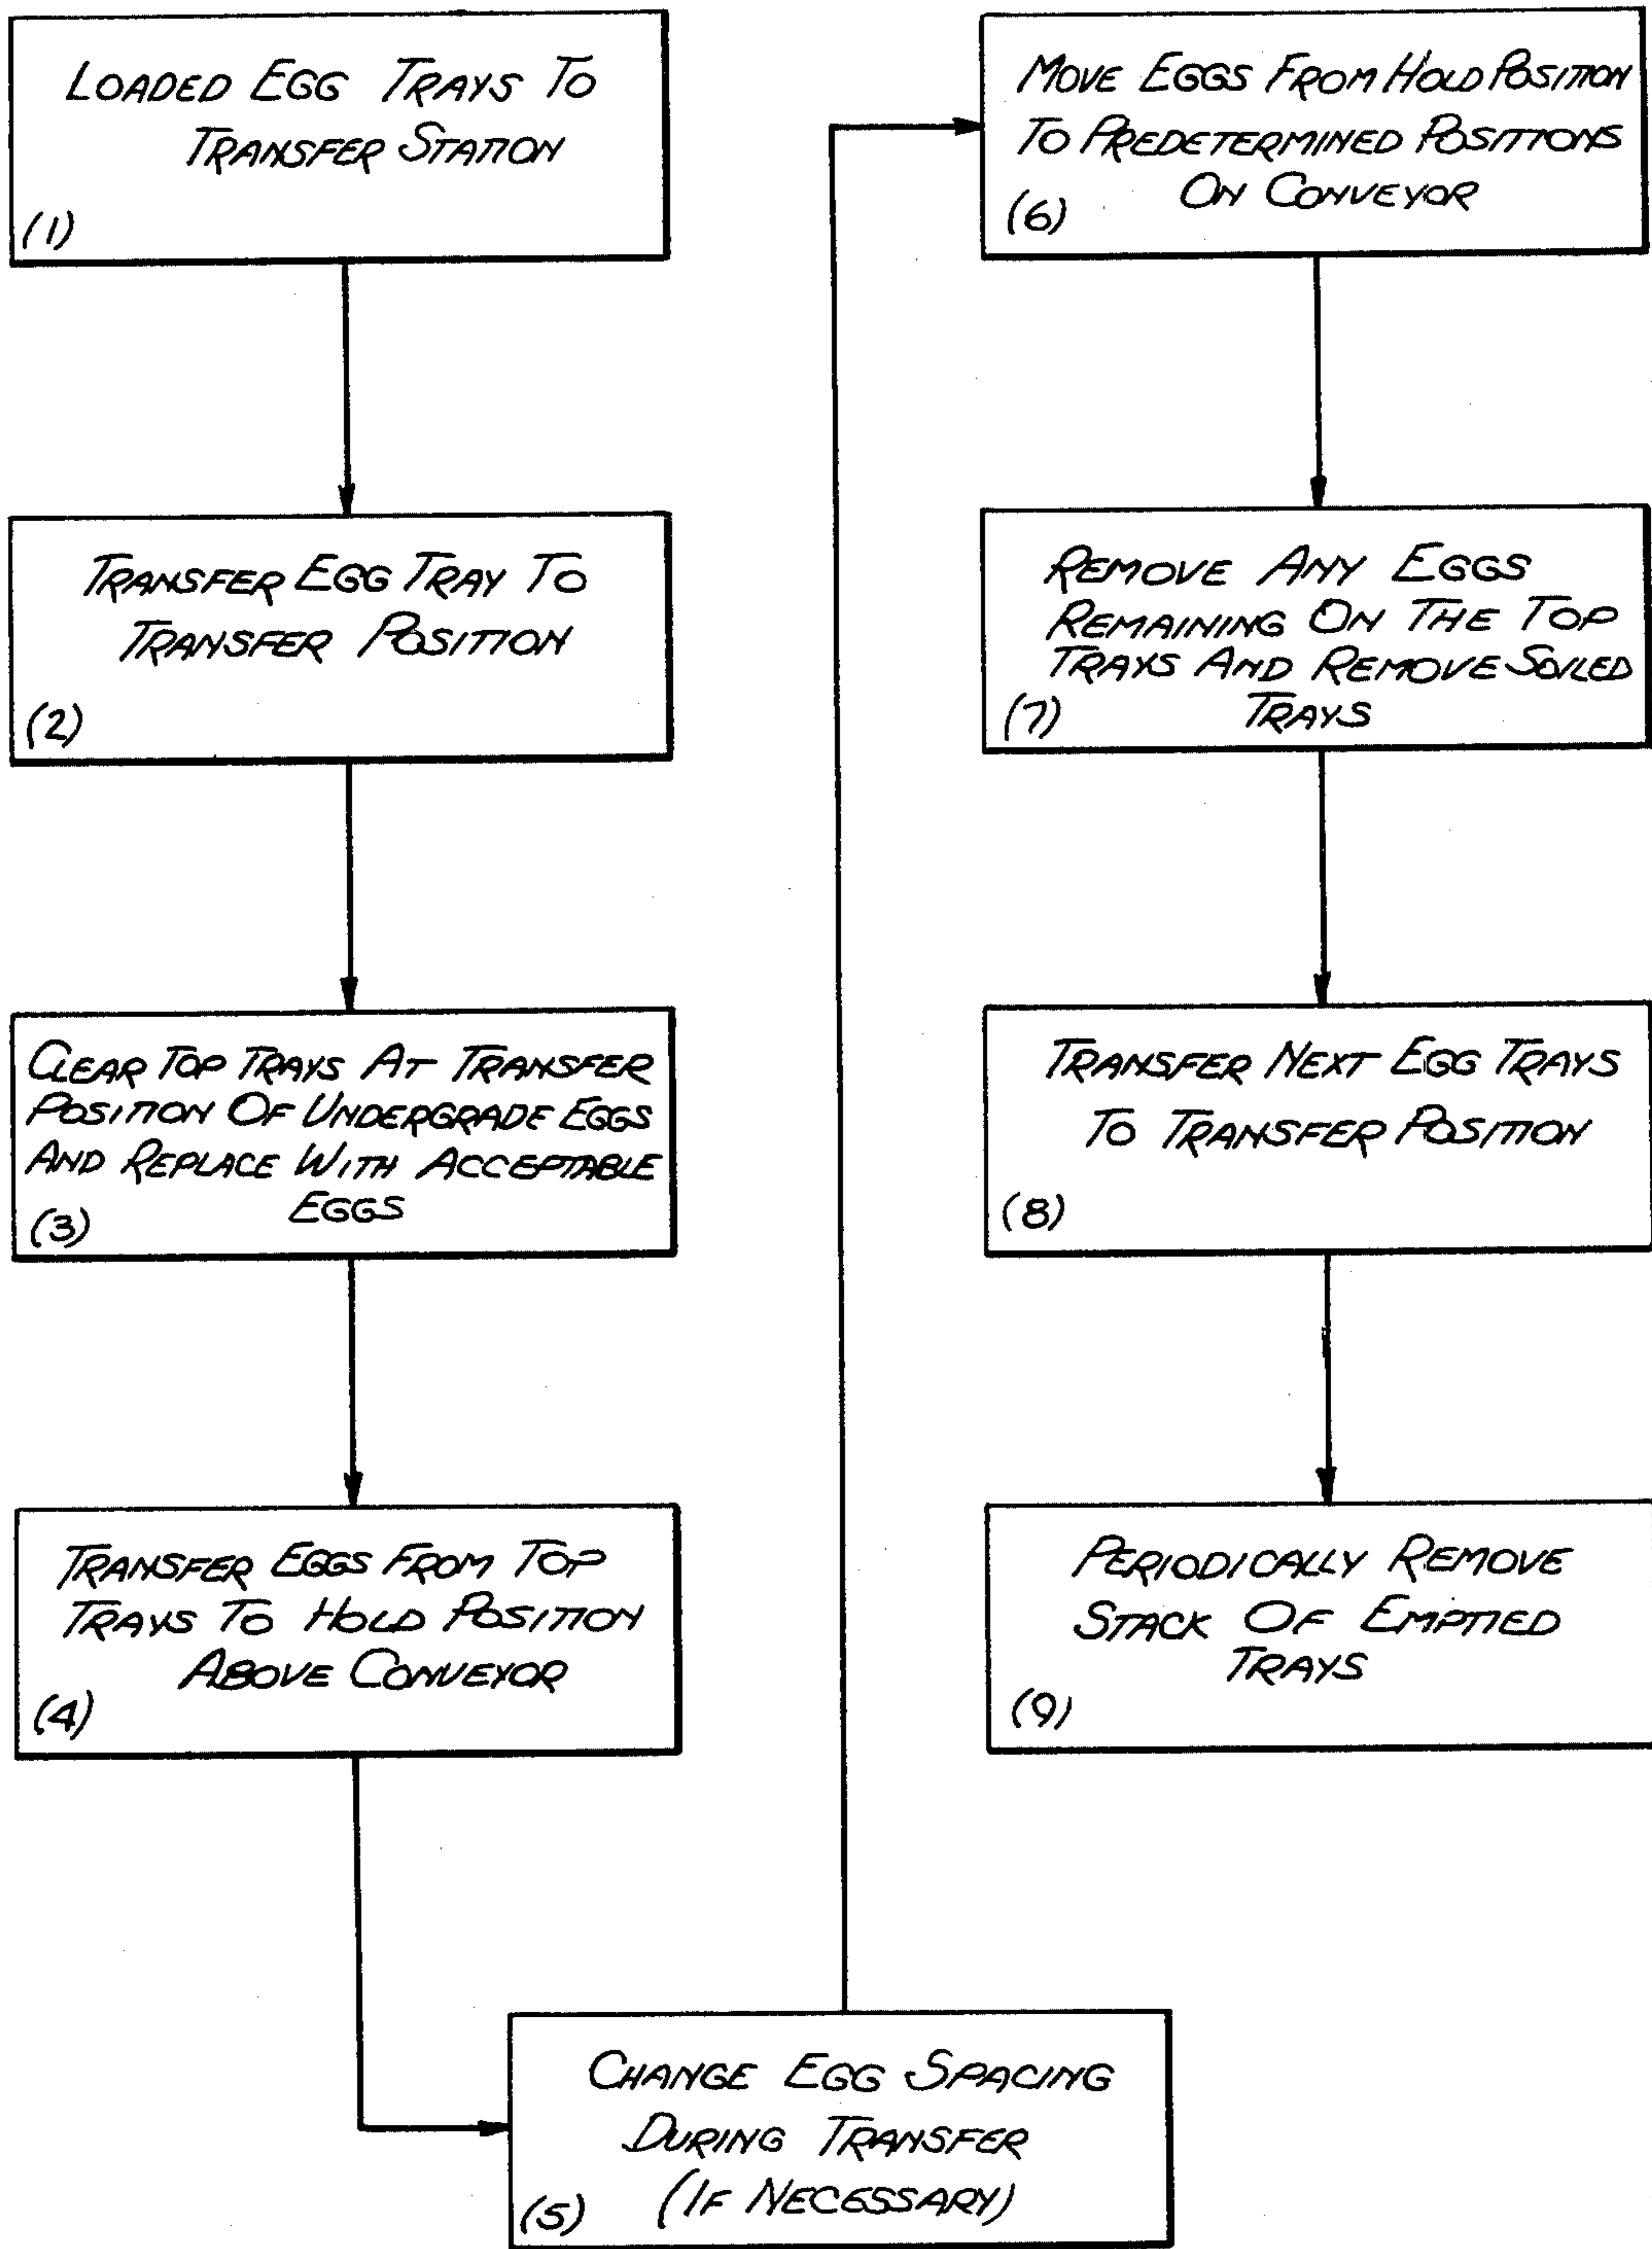 LOADED EGG TRAYS TO
TRANSFER STATION
(1)
TRANSFER EGG TRAY TO
TRANSFER POSITION
(2)
CLEAR TOP TRAYS AT TRANSFER
POSITION OF UNDERGRADE EGGS
AND REPLACE WITH ACCEPTABLE
EGGS
(3)
TRANSFER EGGS FROM TOP
TRAYS TO HOLD POSITION
ABOVE CONVEYOR
(4)
CHANGE EGG SPACING
DURING TRANSFER
(IF NECESSARY)
(5)
MOVE EGGS FROM HOLD POSITION
TO PREDETERMINED POSITIONS
ON CONVEYOR
(6)
REMOVE ANY EGGS
REMAINING ON THE TOP
TRAYS AND REMOVE SOILED
TRAYS
(7)
TRANSFER NEXT EGG TRAYS
TO TRANSFER POSITION
(8)
PERIODICALLY REMOVE
STACK OF EMPTIED
TRAYS
(9)